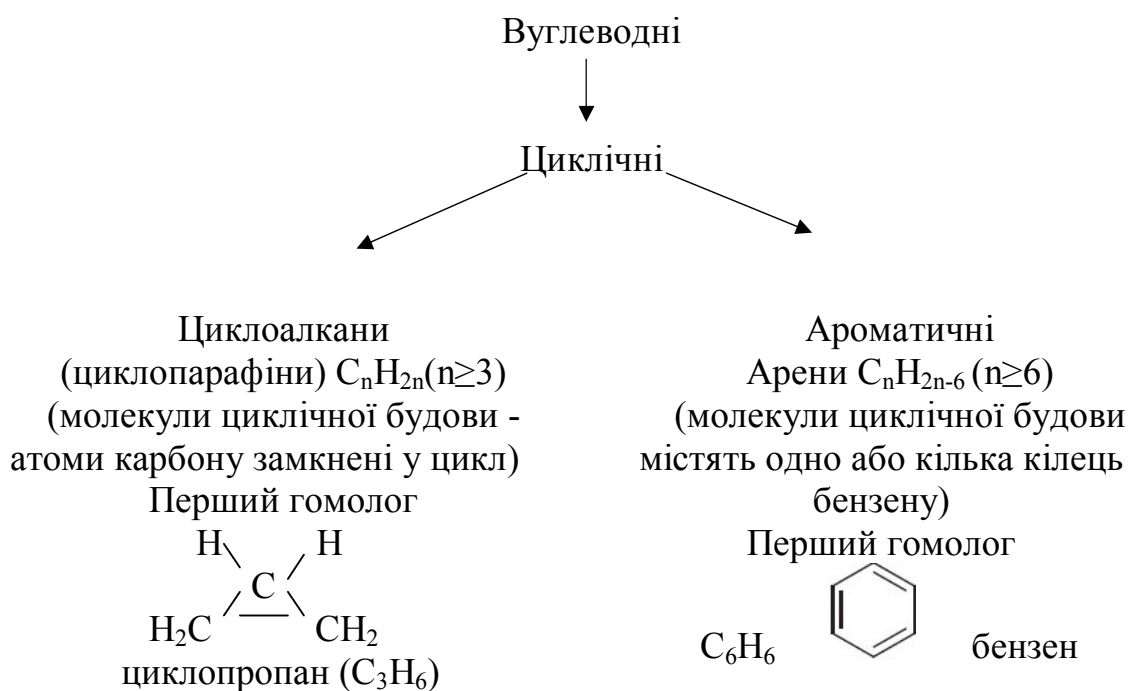 Вуглеводні
Циклічні
Циклоалкани
(циклопарафіни) CₙH₂ₙ(n≥3)
(молекули циклічної будови -
атоми карбону замкнені у цикл)
Перший гомолог
H H
C
H₂C CH₂
циклопропан (C₃H₆)
Ароматичні
Арени CₙH₂ₙ₋₆ (n≥6)
(молекули циклічної будови
містять одно або кілька кілець
бензену)
Перший гомолог
C₆H₆ бензен